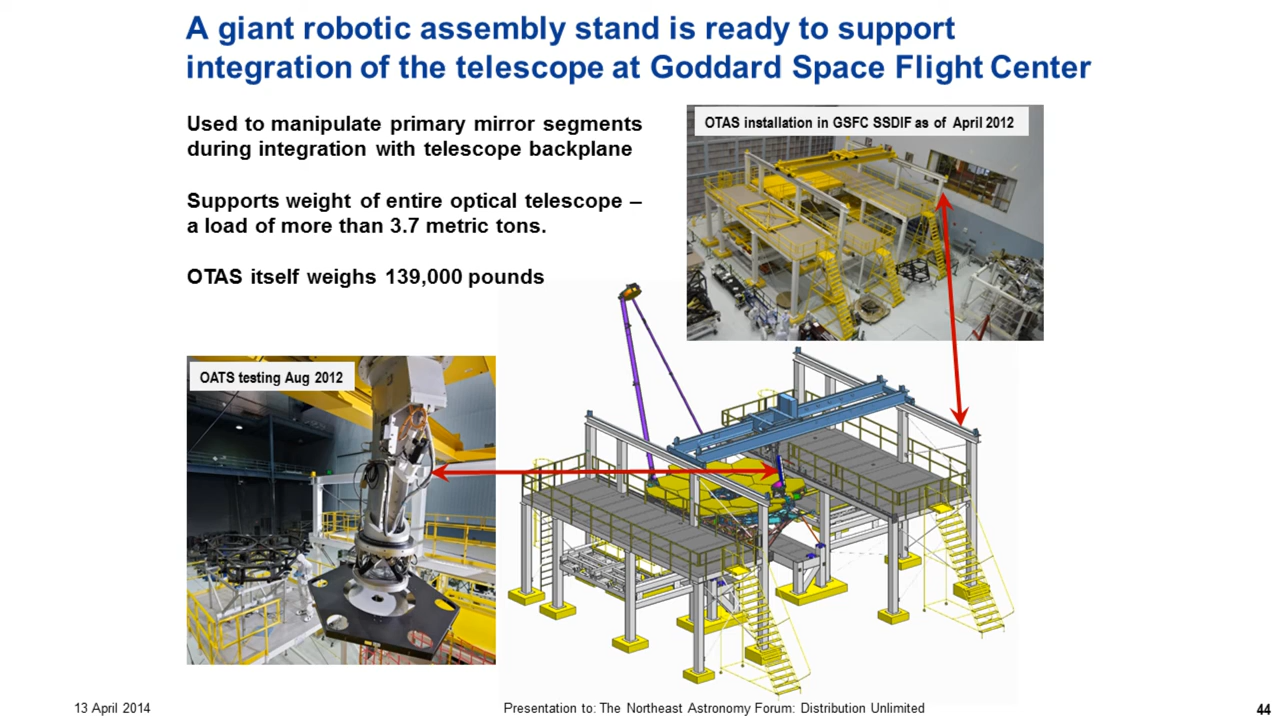 A giant robotic assembly stand is ready to support
integration of the telescope at Goddard Space Flight Center
Used to manipulate primary mirror segments
during integration with telescope backplane
Supports weight of entire optical telescope –
a load of more than 3.7 metric tons.
OTAS itself weighs 139,000 pounds
OTAS installation in GSFC SSDIF as of April 2012
OATS testing Aug 2012
13 April 2014
Presentation to: The Northeast Astronomy Forum: Distribution Unlimited
44